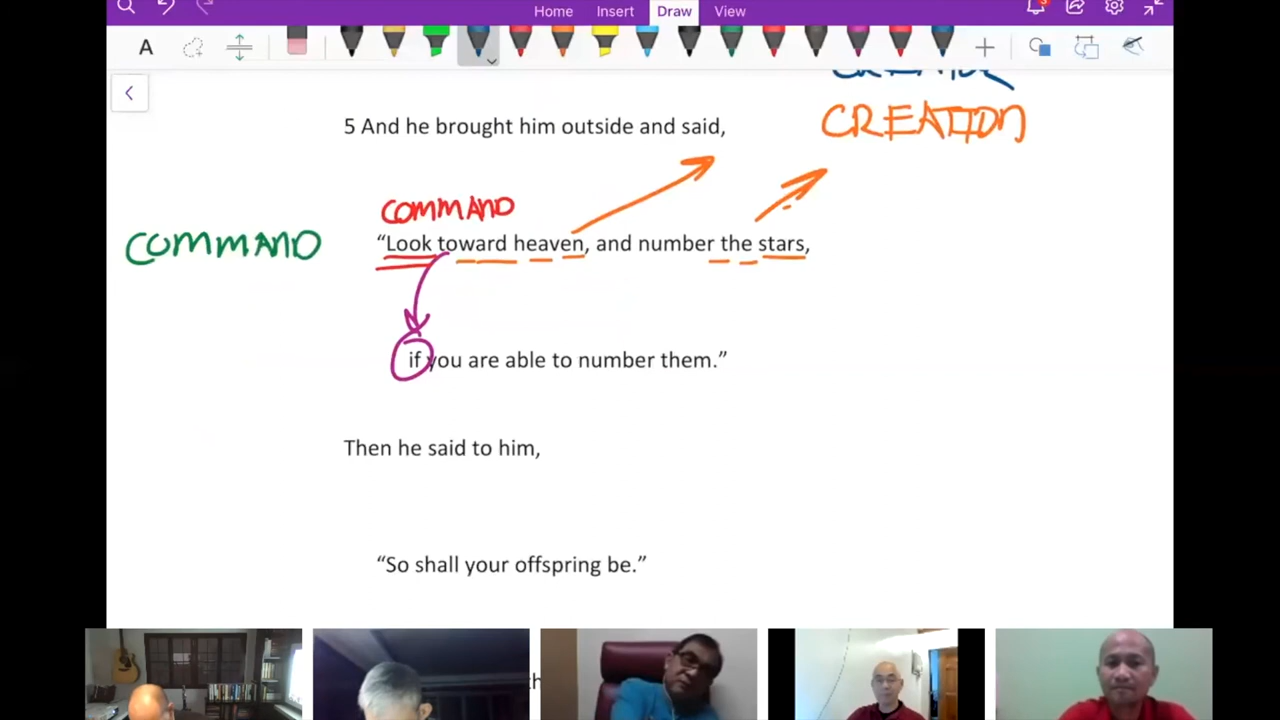 Home Insert Draw View
A
CREATOR
CREATION
5 And he brought him outside and said,
COMMAND
COMMAND
“Look toward heaven, and number the stars,
if you are able to number them.”
Then he said to him,
“So shall your offspring be.”
th